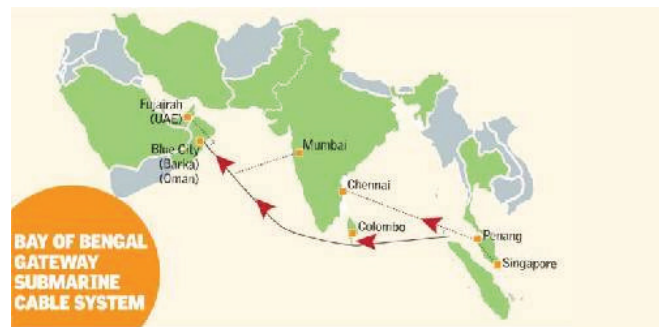 Fujairah
(UAE)
Blue City
(Barka)
(Oman)
Mumbai
Chennai
Colombo
Penang
Singapore
BAY OF BENGAL
GATEWAY
SUBMARINE
CABLE SYSTEM